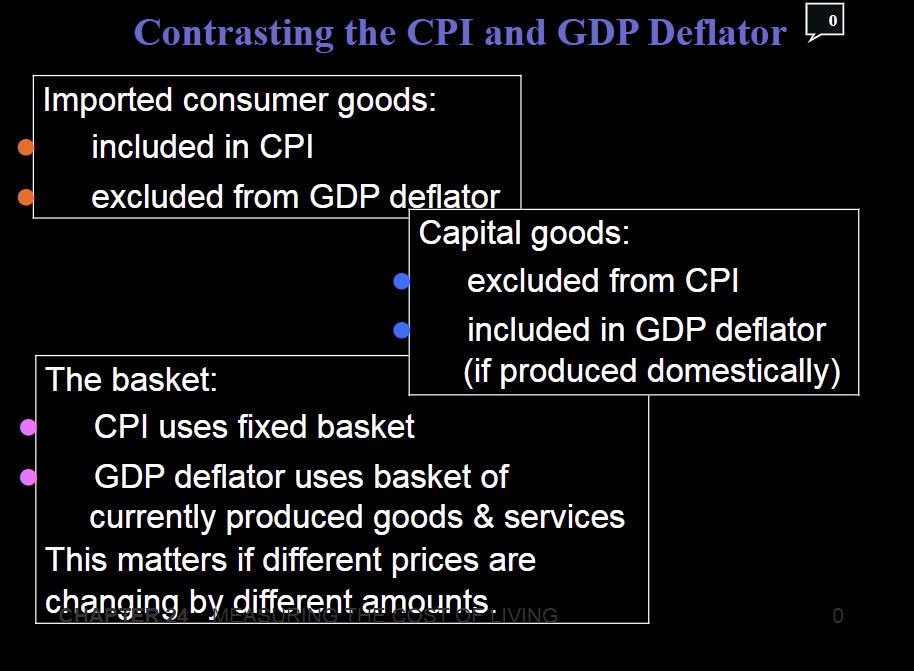 Contrasting the CPI and GDP Deflator
0
Imported consumer goods:
included in CPI
excluded from GDP deflator
Capital goods:
excluded from CPI
included in GDP deflator
(if produced domestically)
The basket:
CPI uses fixed basket
GDP deflator uses basket of
currently produced goods & services
This matters if different prices are
changing by different amounts.
CHAPTER 24 MEASURING THE COST OF LIVING
0